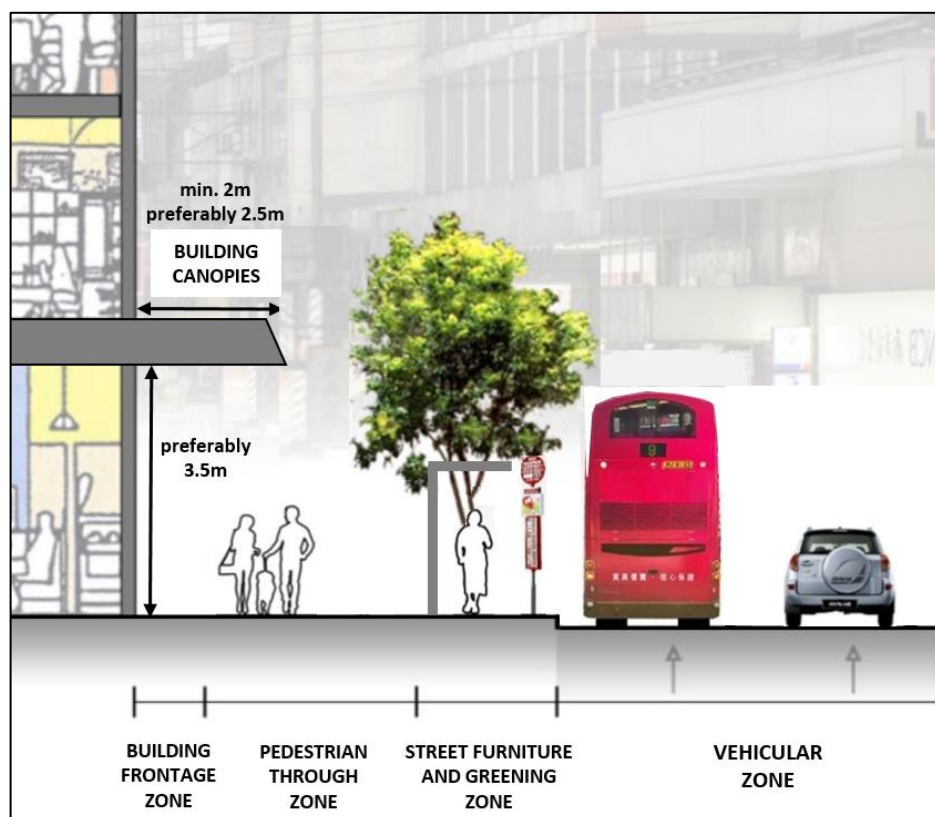 min. 2m
preferably 2.5m
BUILDING
CANOPIES
preferably
3.5m
9
BUILDING
FRONTAGE
ZONE
PEDESTRIAN
THROUGH
ZONE
STREET FURNITURE
AND GREENING
ZONE
VEHICULAR
ZONE